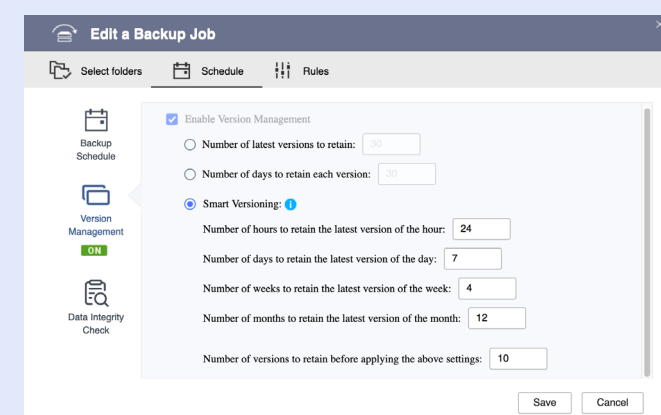 Edit a Backup Job
Select folders
Schedule
Rules
Backup
Schedule
Version
Management
ON
Data Integrity
Check
Enable Version Management
Number of latest versions to retain: 30
Number of days to retain each version: 30
Smart Versioning:
Number of hours to retain the latest version of the hour: 24
Number of days to retain the latest version of the day: 7
Number of weeks to retain the latest version of the week: 4
Number of months to retain the latest version of the month: 12
Number of versions to retain before applying the above settings: 10
Save
Cancel